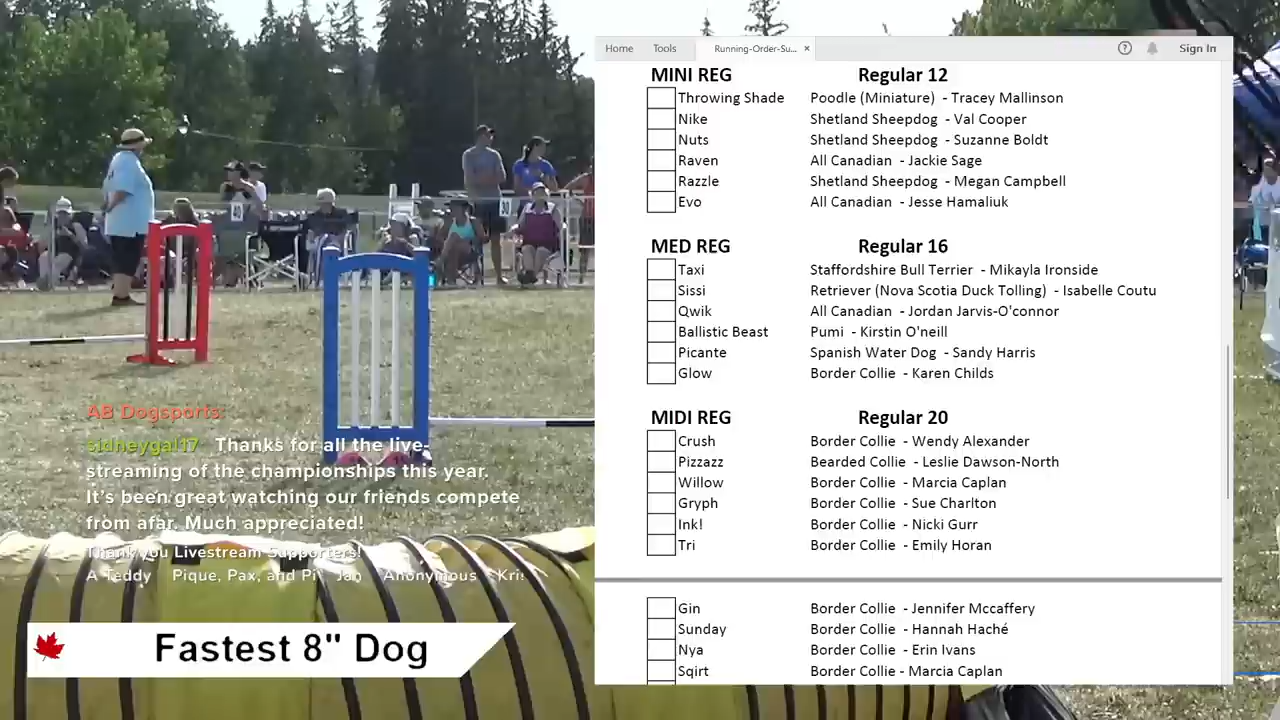 Home Tools Running-Order-Su... × ? Sign In
MINI REG Regular 12
Throwing Shade Poodle (Miniature) - Tracey Mallinson
Nike Shetland Sheepdog - Val Cooper
Nuts Shetland Sheepdog - Suzanne Boldt
Raven All Canadian - Jackie Sage
Razzle Shetland Sheepdog - Megan Campbell
Evo All Canadian - Jesse Hamaliuk
MED REG Regular 16
Taxi Staffordshire Bull Terrier - Mikayla Ironside
Sissi Retriever (Nova Scotia Duck Tolling) - Isabelle Coutu
Qwik All Canadian - Jordan Jarvis-O'connor
Ballistic Beast Pumi - Kirstin O'neill
Picante Spanish Water Dog - Sandy Harris
Glow Border Collie - Karen Childs
MIDI REG Regular 20
Crush Border Collie - Wendy Alexander
Pizzazz Bearded Collie - Leslie Dawson-North
Willow Border Collie - Marcia Caplan
Gryph Border Collie - Sue Charlton
Ink! Border Collie - Nicki Gurr
Tri Border Collie - Emily Horan
Gin Border Collie - Jennifer Mccaffery
Sunday Border Collie - Hannah Haché
Nya Border Collie - Erin Ivans
Sqirt Border Collie - Marcia Caplan
40
30
AB Dogsports:
sidneygal17 Thanks for all the live-
streaming of the championships this year.
It's been great watching our friends compete
from afar. Much appreciated!
Thank you Livestream Supporters!
A Teddy Pique, Pax, and Pi Jan Anonymous Kris
Fastest 8" Dog